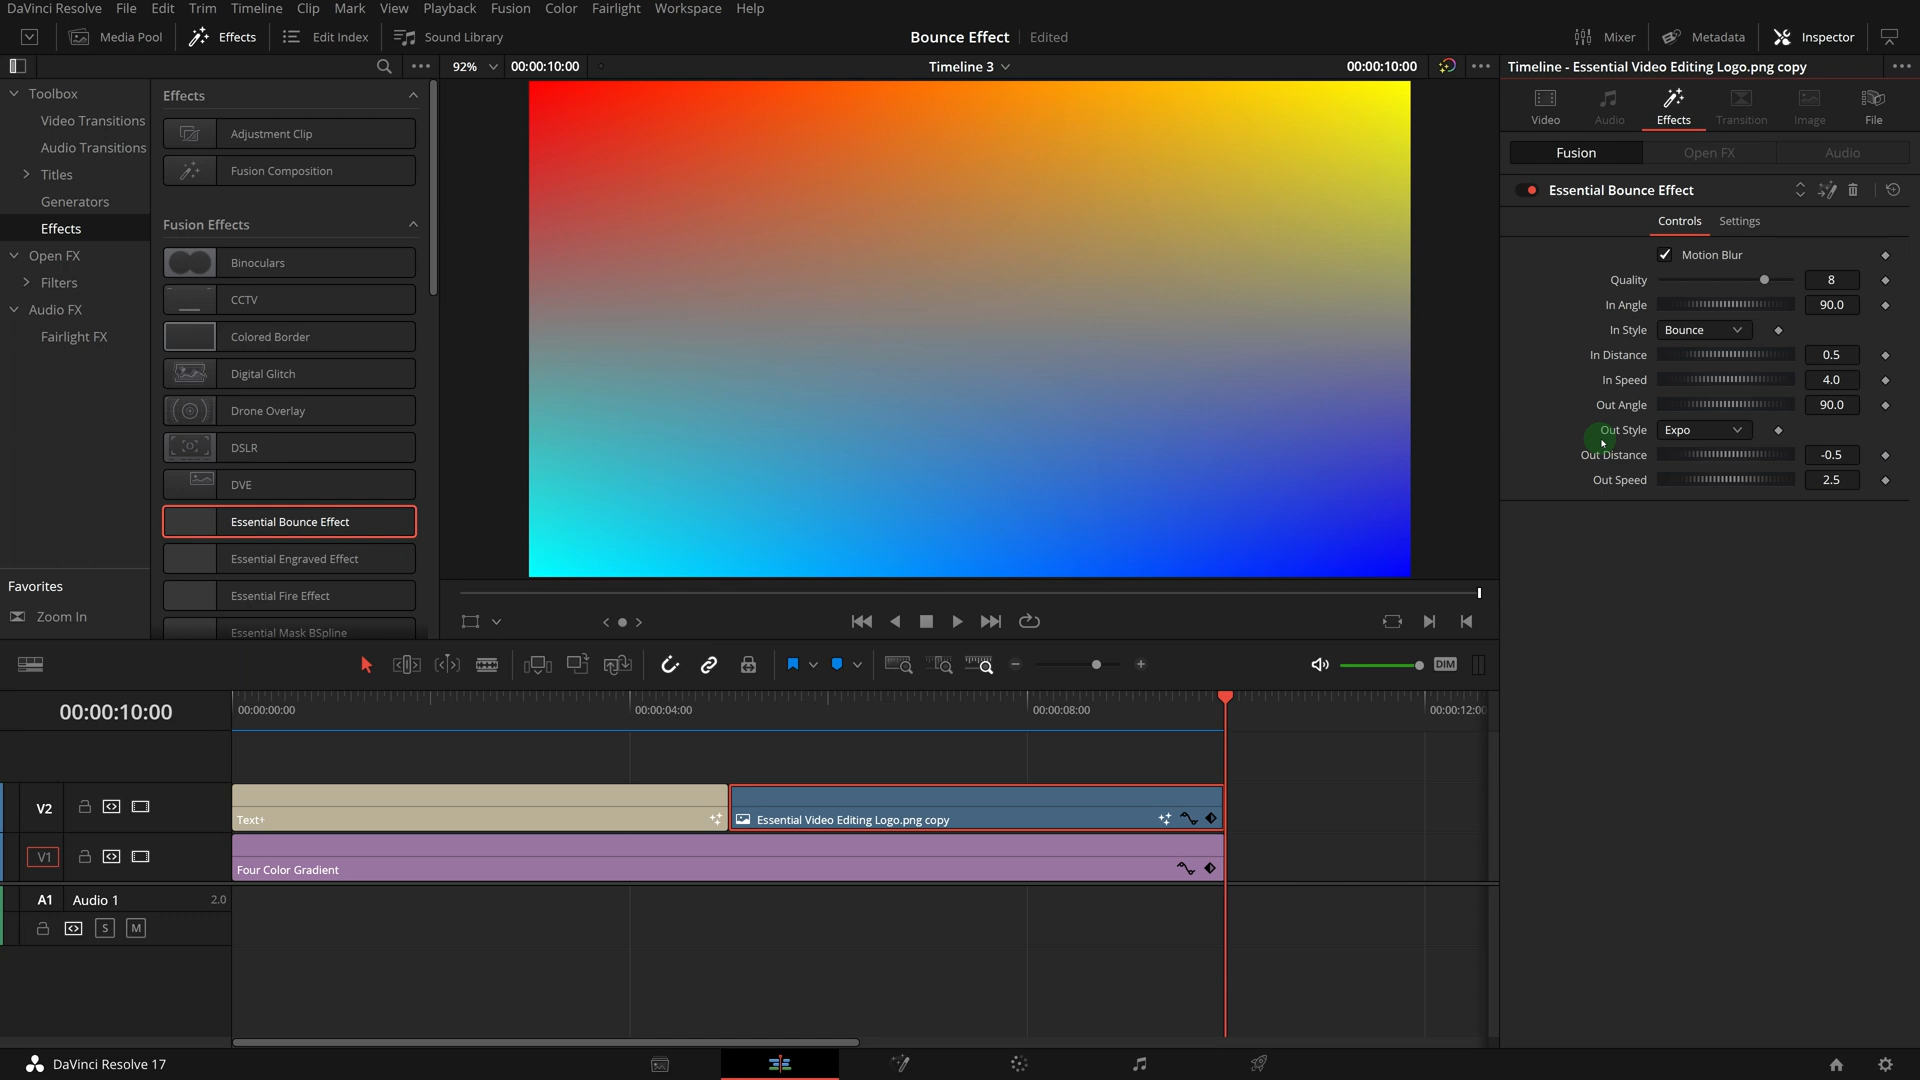 DaVinci Resolve File Edit Trim Timeline Clip Mark View Playback Fusion Color Fairlight Workspace Help
Media Pool Effects Edit Index Sound Library Bounce Effect Edited Mixer Metadata Inspector
92% 00:00:10:00 Timeline 3 00:00:10:00 Timeline - Essential Video Editing Logo.png copy
Toolbox
Video Transitions
Audio Transitions
Titles
Generators
Effects
Open FX
Filters
Audio FX
Fairlight FX
Favorites
Zoom In
Effects
Adjustment Clip
Fusion Composition
Fusion Effects
Binoculars
CCTV
Colored Border
Digital Glitch
Drone Overlay
DSLR
DVE
Essential Bounce Effect
Essential Engraved Effect
Essential Fire Effect
Essential Mask BSpline
Video Audio Effects Transition Image File
Fusion Open FX Audio
Essential Bounce Effect
Controls Settings
Motion Blur
Quality 8
In Angle 90.0
In Style Bounce
In Distance 0.5
In Speed 4.0
Out Angle 90.0
Out Style Expo
Out Distance -0.5
Out Speed 2.5
DIM
00:00:10:00 00:00:00:00 00:00:04:00 00:00:08:00 00:00:12:00
V2 Text+ Essential Video Editing Logo.png copy
V1 Four Color Gradient
A1 Audio 1 2.0
S M
DaVinci Resolve 17